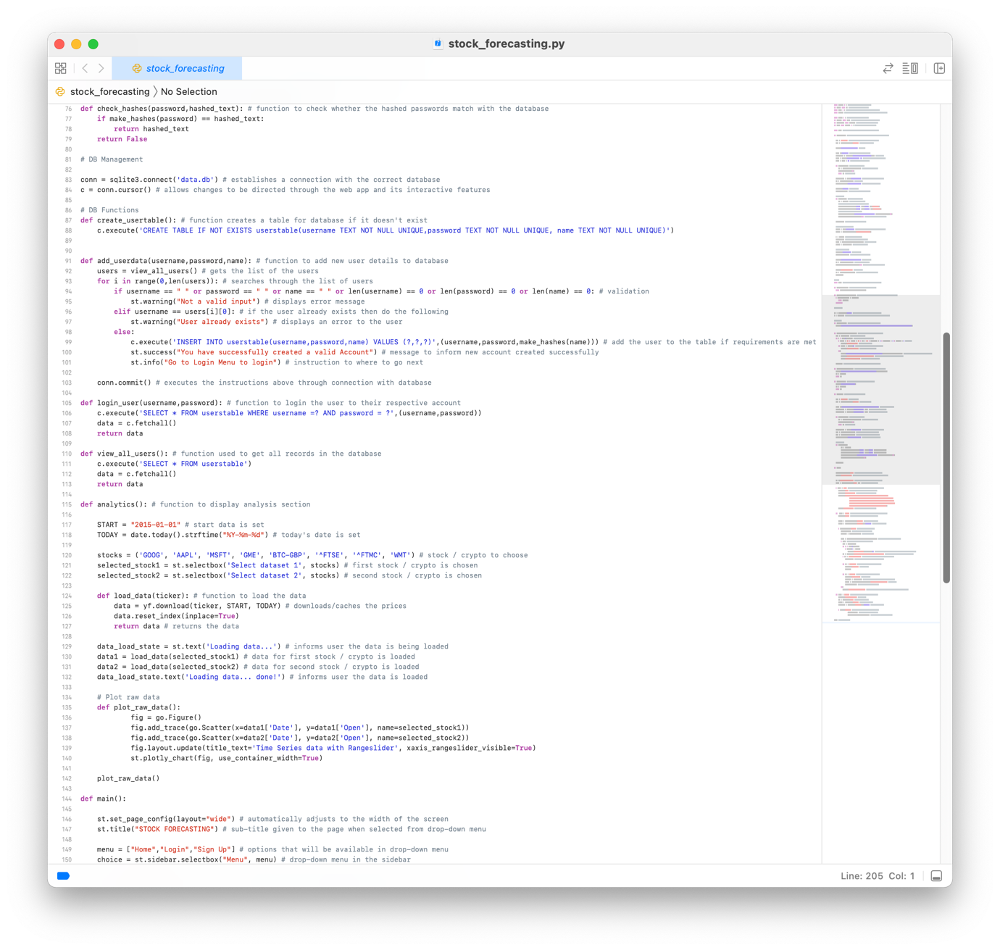 stock_forecasting.py
stock_forecasting
stock_forecasting 〉 No Selection
76 def check_hashes(password,hashed_text): # function to check whether the hashed passwords match with the database
77     if make_hashes(password) == hashed_text:
78         return hashed_text
79     return False
80
81 # DB Management
82
83 conn = sqlite3.connect('data.db') # establishes a connection with the correct database
84 c = conn.cursor() # allows changes to be directed through the web app and its interactive features
85
86 # DB Functions
87 def create_usertable(): # function creates a table for database if it doesn't exist
88     c.execute('CREATE TABLE IF NOT EXISTS userstable(username TEXT NOT NULL UNIQUE,password TEXT NOT NULL UNIQUE, name TEXT NOT NULL UNIQUE)')
89
90
91 def add_userdata(username,password,name): # function to add new user details to database
92     users = view_all_users() # gets the list of the users
93     for i in range(0,len(users)): # searches through the list of users
94         if username == " " or password == " " or name == " " or len(username) == 0 or len(password) == 0 or len(name) == 0: # validation
95             st.warning("Not a valid input") # displays error message
96         elif username == users[i][0]: # if the user already exists then do the following
97             st.warning("User already exists") # displays an error to the user
98         else:
99             c.execute('INSERT INTO userstable(username,password,name) VALUES (?,?,?)',(username,password,make_hashes(name))) # add the user to the table if requirements are met
100             st.success("You have successfully created a valid Account") # message to inform new account created successfully
101             st.info("Go to Login Menu to login") # instruction to where to go next
102
103     conn.commit() # executes the instructions above through connection with database
104
105 def login_user(username,password): # function to login the user to their respective account
106     c.execute('SELECT * FROM userstable WHERE username =? AND password = ?',(username,password))
107     data = c.fetchall()
108     return data
109
110 def view_all_users(): # function used to get all records in the database
111     c.execute('SELECT * FROM userstable')
112     data = c.fetchall()
113     return data
114
115 def analytics(): # function to display analysis section
116
117     START = "2015-01-01" # start data is set
118     TODAY = date.today().strftime("%Y-%m-%d") # today's date is set
119
120     stocks = ('GOOG', 'AAPL', 'MSFT', 'GME', 'BTC-GBP', '^FTSE', '^FTMC', 'WMT') # stock / crypto to choose
121     selected_stock1 = st.selectbox('Select dataset 1', stocks) # first stock / crypto is chosen
122     selected_stock2 = st.selectbox('Select dataset 2', stocks) # second stock / crypto is chosen
123
124     def load_data(ticker): # function to load the data
125         data = yf.download(ticker, START, TODAY) # downloads/caches the prices
126         data.reset_index(inplace=True)
127         return data # returns the data
128
129     data_load_state = st.text('Loading data...') # informs user the data is being loaded
130     data1 = load_data(selected_stock1) # data for first stock / crypto is loaded
131     data2 = load_data(selected_stock2) # data for second stock / crypto is loaded
132     data_load_state.text('Loading data... done!') # informs user the data is loaded
133
134     # Plot raw data
135     def plot_raw_data():
136             fig = go.Figure()
137             fig.add_trace(go.Scatter(x=data1['Date'], y=data1['Open'], name=selected_stock1))
138             fig.add_trace(go.Scatter(x=data2['Date'], y=data2['Open'], name=selected_stock2))
139             fig.layout.update(title_text='Time Series data with Rangeslider', xaxis_rangeslider_visible=True)
140             st.plotly_chart(fig, use_container_width=True)
141
142     plot_raw_data()
143
144 def main():
145
146     st.set_page_config(layout="wide") # automatically adjusts to the width of the screen
147     st.title("STOCK FORECASTING") # sub-title given to the page when selected from drop-down menu
148
149     menu = ["Home","Login","Sign Up"] # options that will be available in drop-down menu
150     choice = st.sidebar.selectbox("Menu", menu) # drop-down menu in the sidebar
Line: 205 Col: 1